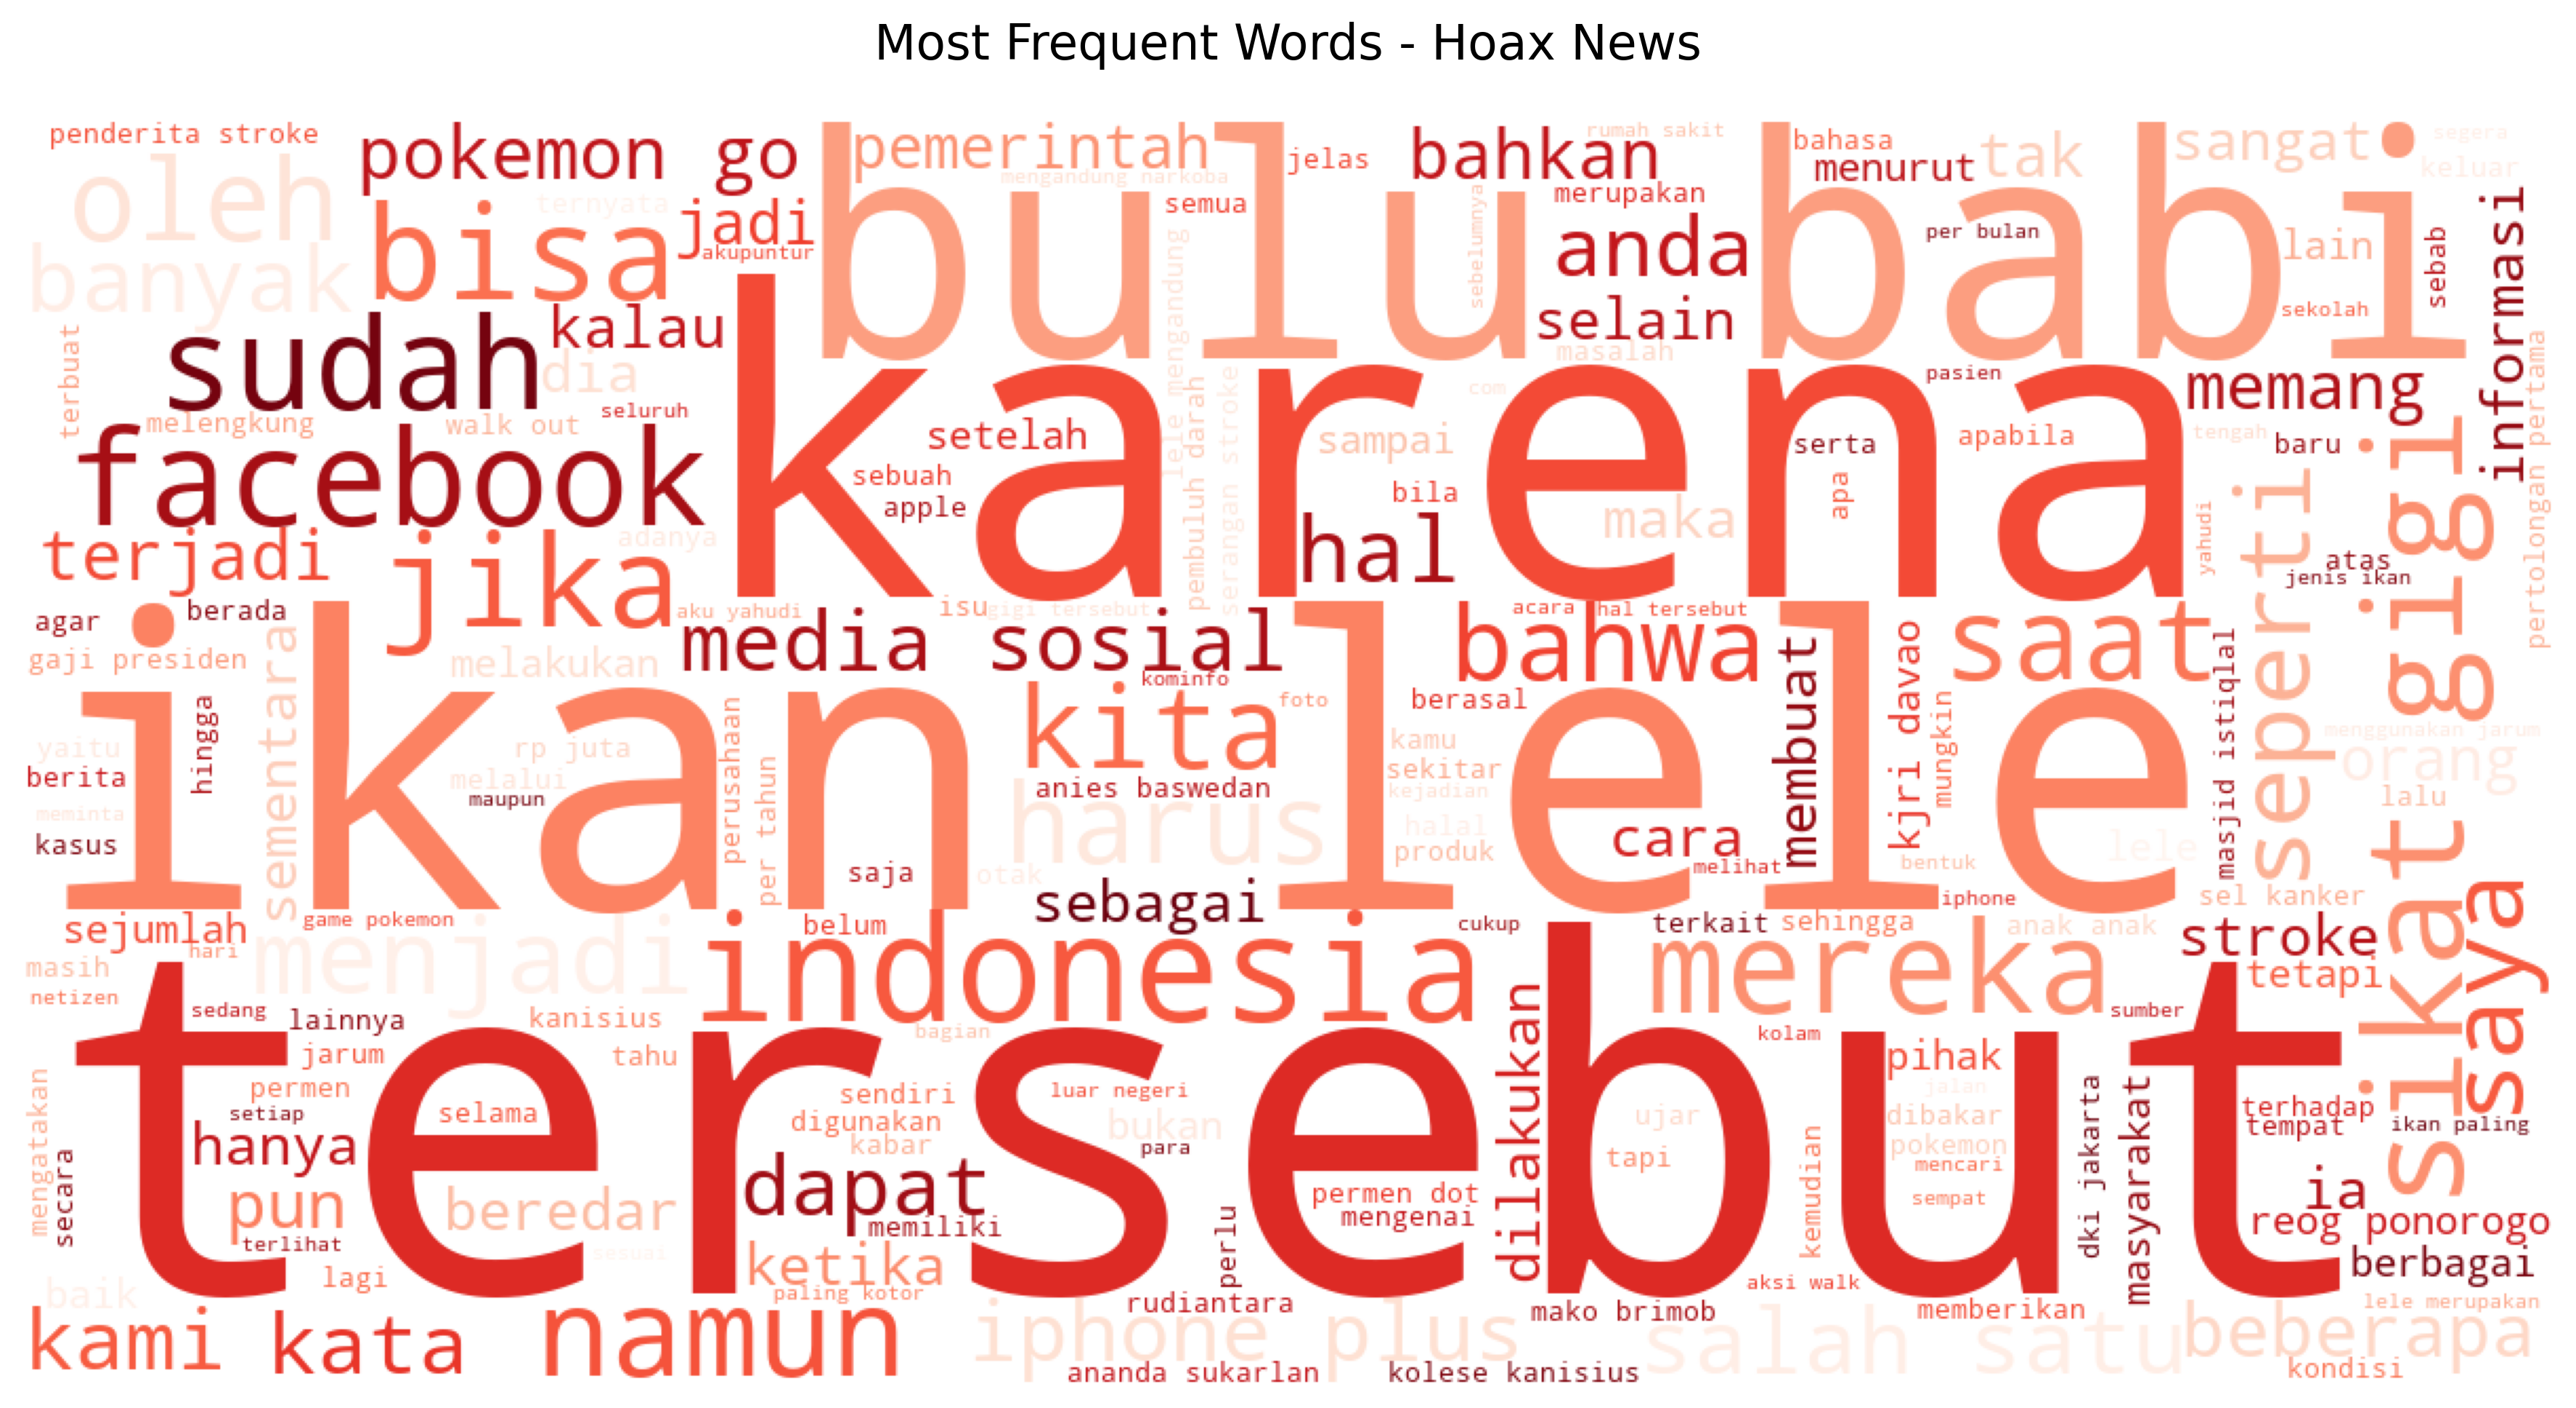 Most Frequent Words - Hoax News
penderita stroke
pokemon go
pemerintah
bulu babi
bahkan
rumah sakit
bahasa
sangat
segera
oleh
mengandung narkoba
jelas
menurut
tak
keluar
ternyata
jadi
semua
merupakan
banyak
bisa
akupuntur
sebelumnya
anda
per bulan
lain
sebab
informasi
lele mengandung
sudah
kalau
selain
sekolah
terbuat
dia
masalah
pertolongan pertama
karena
com
pasien
memang
melengkung
walk out
seluruh
setelah
pembuluh darah
serangan stroke
sampai
serta
apabila
tengah
baru
facebook
sebuah
apple
bila
apa
seperti
sikat gigi
adanya
maka
terjadi
jika
hal
yahudi
atas
jenis ikan
agar
berada
aku yahudi
isu
gigi tersebut
acara
hal tersebut
gaji presiden
sementara
melakukan
media sosial
bahwa
membuat
kjri davao
saat
masjid istiqlal
ikan lele
kominfo
foto
berasal
mungkin
hingga
yaitu
rp juta
perusahaan
kita
kamu
menggunakan jarum
berita
melalui
per tahun
sekitar
orang
maupun
anies baswedan
kejadian
lalu
meminta
harus
halal
kasus
produk
cara
lele
saja
otak
melihat
bentuk
sel kanker
saya
sejumlah
game pokemon
sebagai
iphone
menjadi
belum
indonesia
cukup
terkait
sehingga
anak anak
stroke
hari
mereka
masih
tetapi
netizen
tersebut
sedang
lainnya
kanisius
bagian
dilakukan
kolam
sumber
jarum
tahu
pihak
mengatakan
permen
sendiri
luar negeri
jalan
dki jakarta
masyarakat
setiap
selama
digunakan
bukan
ujar
dibakar
terhadap
tempat
ikan paling
secara
hanya
kabar
para
tapi
kemudian
pokemon
mencari
dapat
pun
beredar
permen dot
sempat
ia
memiliki
mengenai
perlu
reog ponorogo
terlihat
sesuai
ketika
berbagai
lagi
aksi walk
baik
paling kotor
rudiantara
mako brimob
memberikan
lele merupakan
kami
kata
namun
iphone plus
salah satu
beberapa
ananda sukarlan
kolese kanisius
kondisi